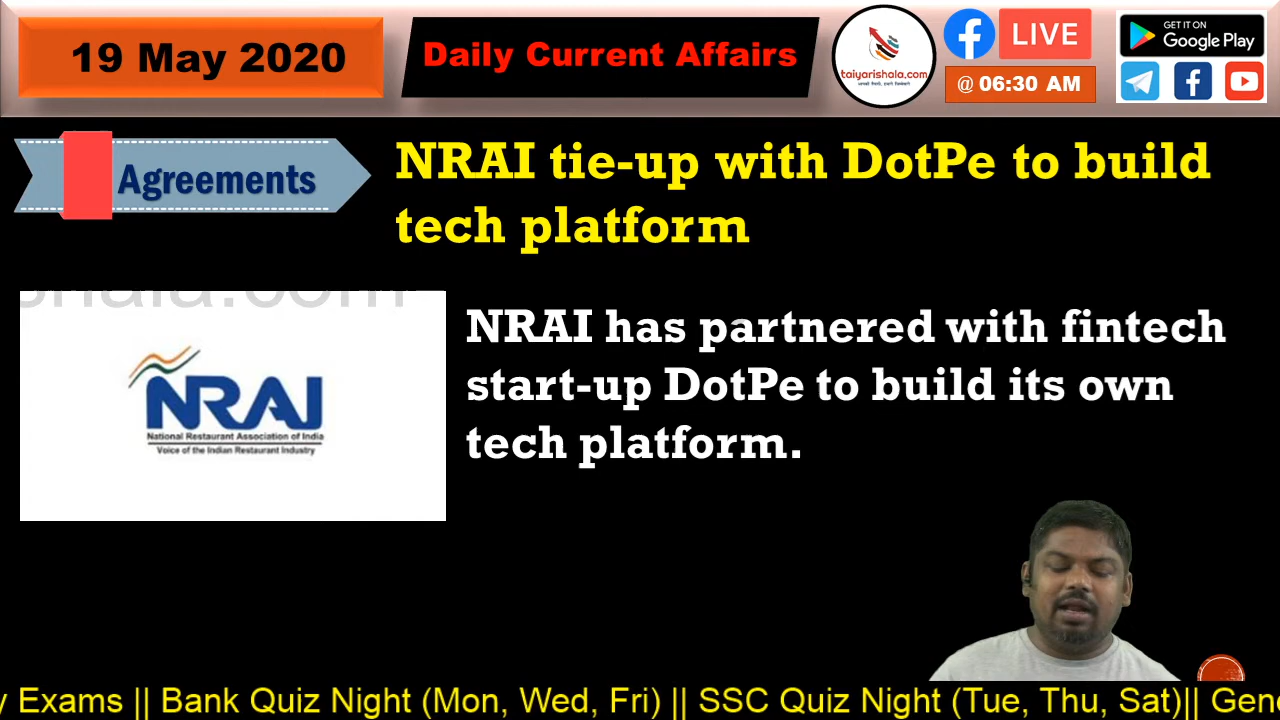 19 May 2020
Daily Current Affairs
taiyarishala.com
f LIVE
@ 06:30 AM
GET IT ON
Google Play
Agreements
NRAI tie-up with DotPe to build
tech platform
NRAI
National Restaurant Association of India
Voice of the Indian Restaurant Industry
NRAI has partnered with fintech
start-up DotPe to build its own
tech platform.
y Exams || Bank Quiz Night (Mon, Wed, Fri) || SSC Quiz Night (Tue, Thu, Sat)|| Gen